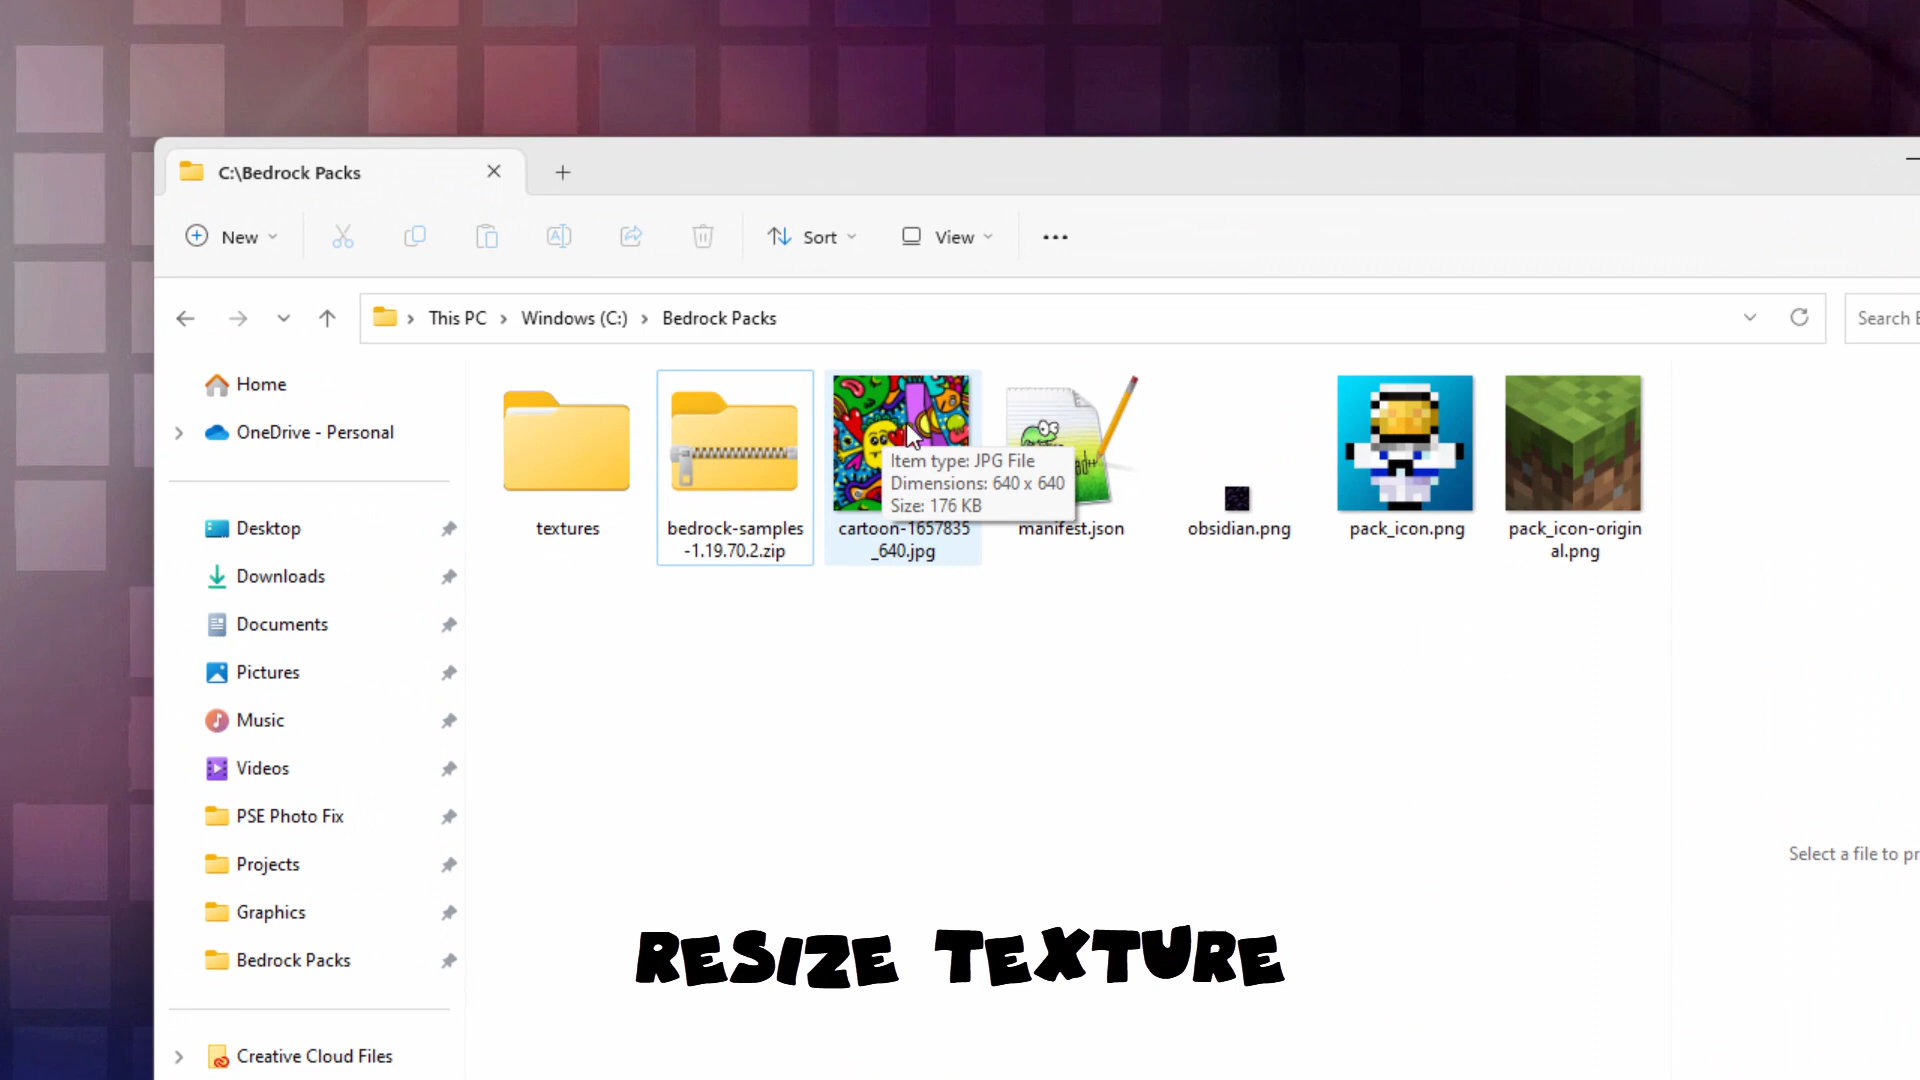 C:\Bedrock Packs
New
Sort
View
This PC
Windows (C:)
Bedrock Packs
Search
Home
OneDrive - Personal
Desktop
Downloads
Documents
Pictures
Music
Videos
PSE Photo Fix
Projects
Graphics
Bedrock Packs
Creative Cloud Files
textures
bedrock-samples
-1.19.70.2.zip
Item type: JPG File
Dimensions: 640 x 640
Size: 176 KB
cartoon-1657835
_640.jpg
manifest.json
obsidian.png
pack_icon.png
pack_icon-origin
al.png
Select a file to pr
RESIZE TEXTURE